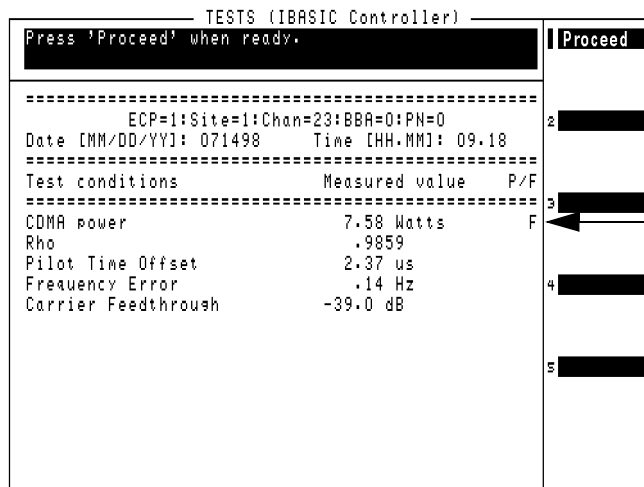 TESTS (IBASIC Controller)
Press 'Proceed' when ready.
Proceed
=================================================
ECP=1:Site=1:Chan=23:BBA=0:PN=0
2
Date [MM/DD/YY]: 071498 Time [HH.MM]: 09.18
=================================================
Test conditions Measured value P/F
=================================================
3
CDMA power 7.58 Watts F
Rho .9859
Pilot Time Offset 2.37 us
Frequency Error .14 Hz
4
Carrier Feedthrough -39.0 dB
5